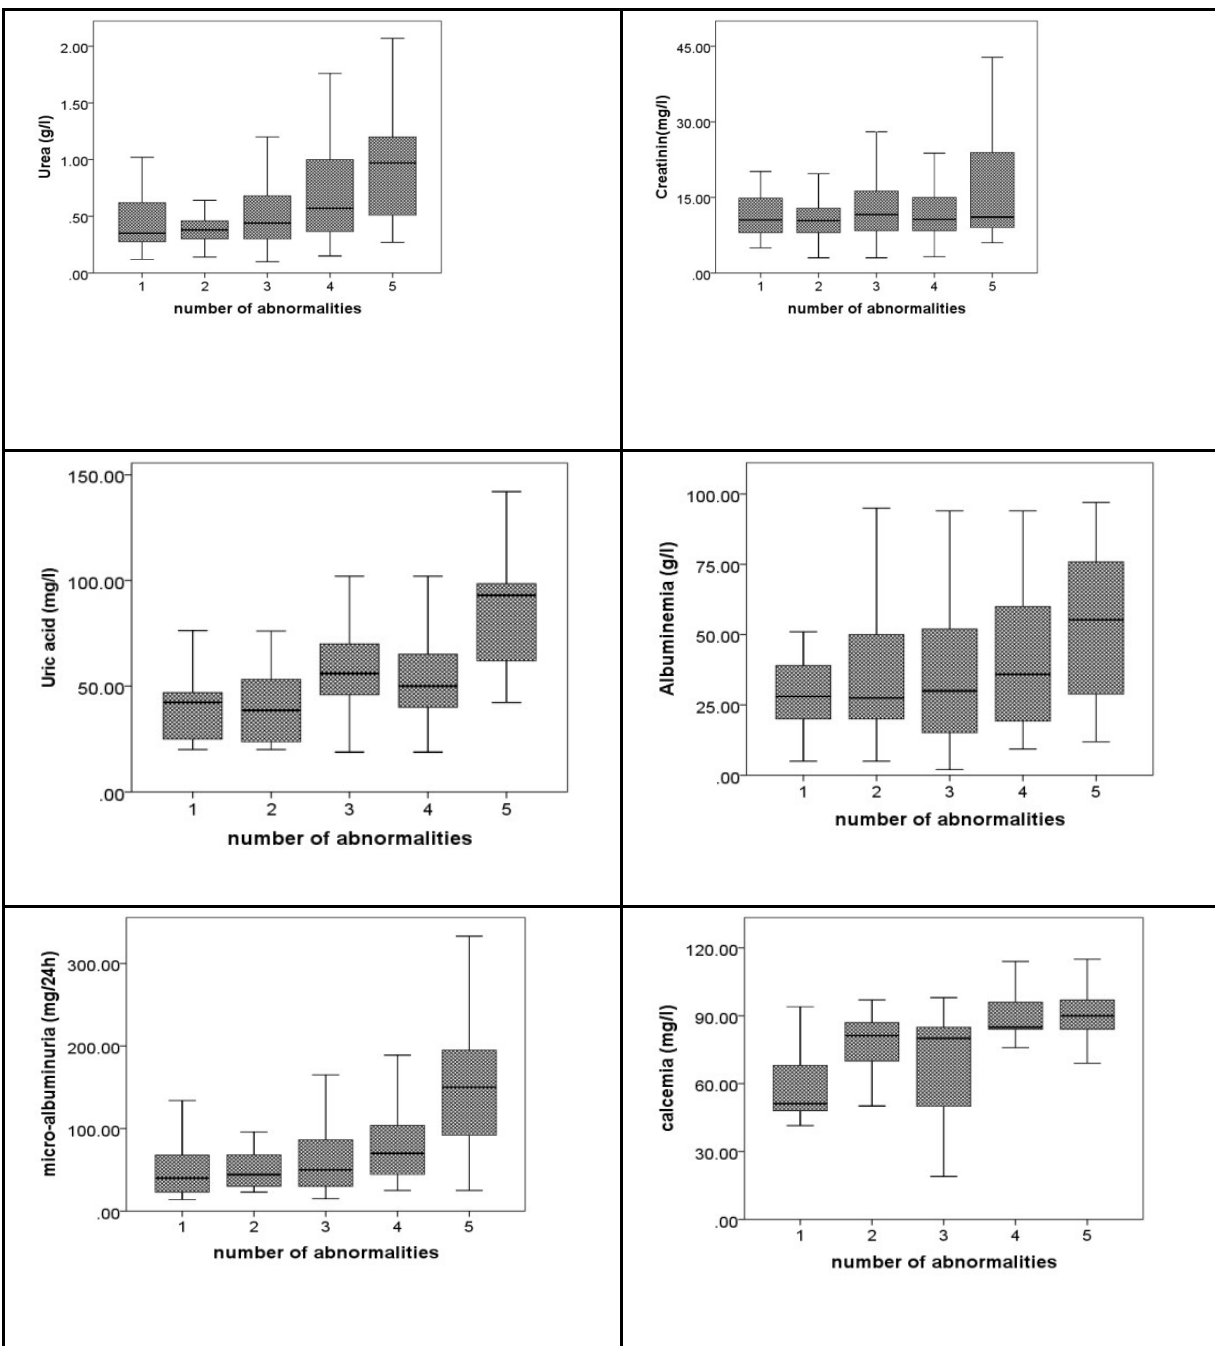 2.00
1.50
1.00
.50
.00
Urea (g/l)
1 2 3 4 5
number of abnormalities
45.00
30.00
15.00
.00
Creatinin(mg/l)
1 2 3 4 5
number of abnormalities
150.00
100.00
50.00
.00
Uric acid (mg/l)
1 2 3 4 5
number of abnormalities
100.00
75.00
50.00
25.00
.00
Albuminemia (g/l)
1 2 3 4 5
number of abnormalities
300.00
200.00
100.00
.00
micro-albuminuria (mg/24h)
1 2 3 4 5
number of abnormalities
120.00
90.00
60.00
30.00
.00
calcemia (mg/l)
1 2 3 4 5
number of abnormalities